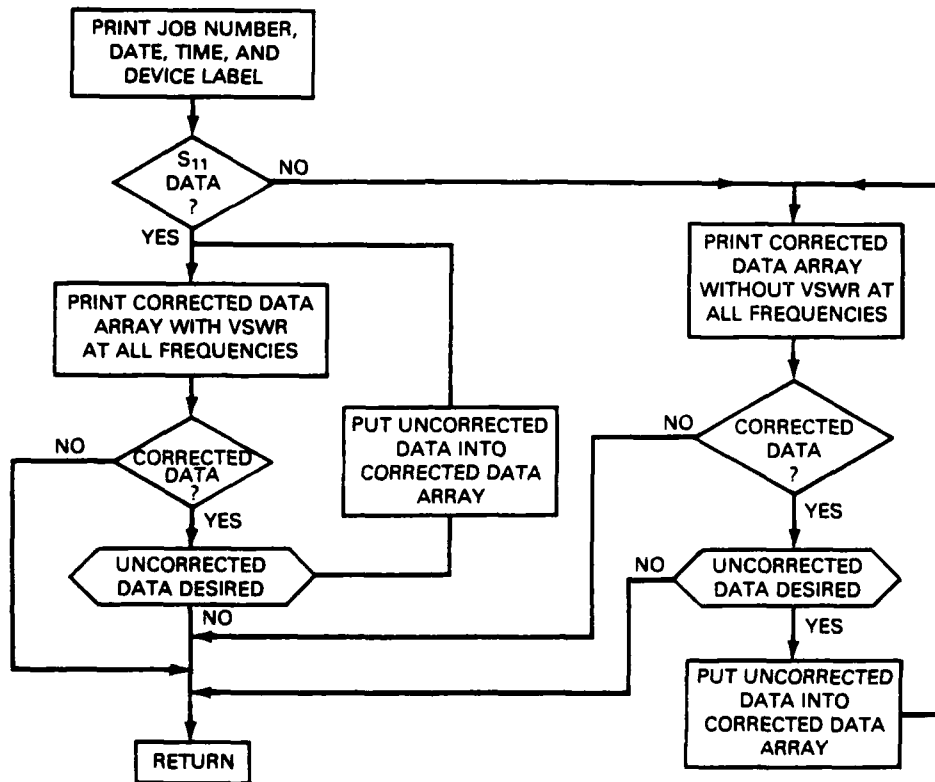 PRINT JOB NUMBER,
DATE, TIME, AND
DEVICE LABEL
S11
DATA
?
NO
YES
PRINT CORRECTED DATA
ARRAY WITH VSWR
AT ALL FREQUENCIES
CORRECTED
DATA
?
NO
YES
PUT UNCORRECTED
DATA INTO
CORRECTED DATA
ARRAY
UNCORRECTED
DATA DESIRED
NO
RETURN
PRINT CORRECTED
DATA ARRAY
WITHOUT VSWR AT
ALL FREQUENCIES
NO
CORRECTED
DATA
?
YES
NO
UNCORRECTED
DATA DESIRED
YES
PUT UNCORRECTED
DATA INTO
CORRECTED DATA
ARRAY